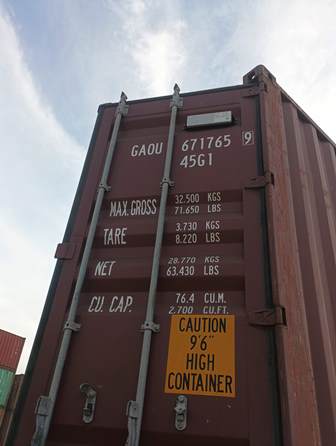 GAOU 671765 9
45G1
MAX. GROSS 32.500 KGS
71.650 LBS
TARE 3.730 KGS
8.220 LBS
NET 28.770 KGS
63.430 LBS
CU. CAP. 76.4 CU.M.
2.700 CU.FT.
CAUTION
9'6"
HIGH
CONTAINER